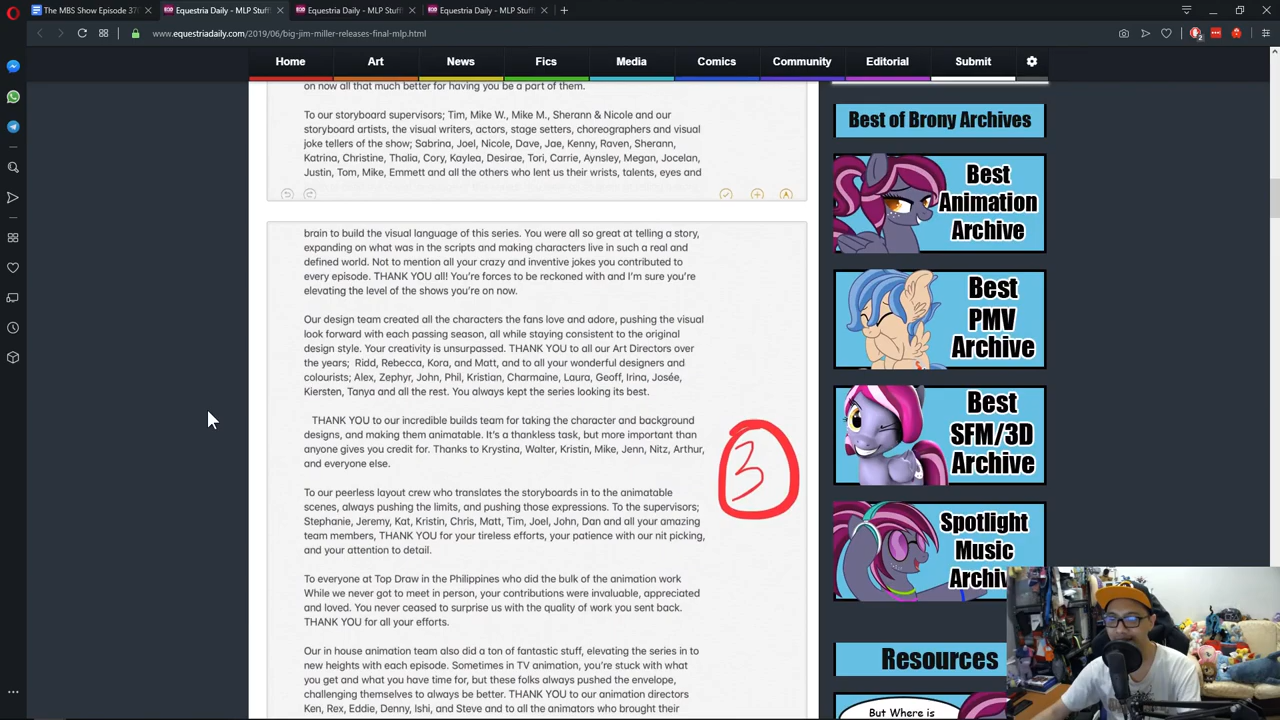 The MBS Show Episode 37
Equestria Daily - MLP Stuff!
Equestria Daily - MLP Stuff!
Equestria Daily - MLP Stuff!
www.equestriadaily.com/2019/06/big-jim-miller-releases-final-mlp.html
Home
Art
News
Fics
Media
Comics
Community
Editorial
Submit
on now all that much better for having you be a part of them.
To our storyboard supervisors; Tim, Mike W., Mike M., Sherann & Nicole and our
storyboard artists, the visual writers, actors, stage setters, choreographers and visual
joke tellers of the show; Sabrina, Joel, Nicole, Dave, Jae, Kenny, Raven, Sherann,
Katrina, Christine, Thalia, Cory, Kaylea, Desirae, Tori, Carrie, Aynsley, Megan, Jocelan,
Justin, Tom, Mike, Emmett and all the others who lent us their wrists, talents, eyes and
brain to build the visual language of this series. You were all so great at telling a story,
expanding on what was in the scripts and making characters live in such a real and
defined world. Not to mention all your crazy and inventive jokes you contributed to
every episode. THANK YOU all! You're forces to be reckoned with and I'm sure you're
elevating the level of the shows you're on now.
Our design team created all the characters the fans love and adore, pushing the visual
look forward with each passing season, all while staying consistent to the original
design style. Your creativity is unsurpassed. THANK YOU to all our Art Directors over
the years; Ridd, Rebecca, Kora, and Matt, and to all your wonderful designers and
colourists; Alex, Zephyr, John, Phil, Kristian, Charmaine, Laura, Geoff, Irina, Josée,
Kiersten, Tanya and all the rest. You always kept the series looking its best.
THANK YOU to our incredible builds team for taking the character and background
designs, and making them animatable. It's a thankless task, but more important than
anyone gives you credit for. Thanks to Krystina, Walter, Kristin, Mike, Jenn, Nitz, Arthur,
and everyone else.
To our peerless layout crew who translates the storyboards in to the animatable
scenes, always pushing the limits, and pushing those expressions. To the supervisors;
Stephanie, Jeremy, Kat, Kristin, Chris, Matt, Tim, Joel, John, Dan and all your amazing
team members, THANK YOU for your tireless efforts, your patience with our nit picking,
and your attention to detail.
To everyone at Top Draw in the Philippines who did the bulk of the animation work
While we never got to meet in person, your contributions were invaluable, appreciated
and loved. You never ceased to surprise us with the quality of work you sent back.
THANK YOU for all your efforts.
Our in house animation team also did a ton of fantastic stuff, elevating the series in to
new heights with each episode. Sometimes in TV animation, you're stuck with what
you get and what you have time for, but these folks always pushed the envelope,
challenging themselves to always be better. THANK YOU to our animation directors
Ken, Rex, Eddie, Denny, Ishi, and Steve and to all the animators who brought their
3
Best of Brony Archives
Best
Animation
Archive
Best
PMV
Archive
Best
SFM/3D
Archive
Spotlight
Music
Archi
Resources
But Where is